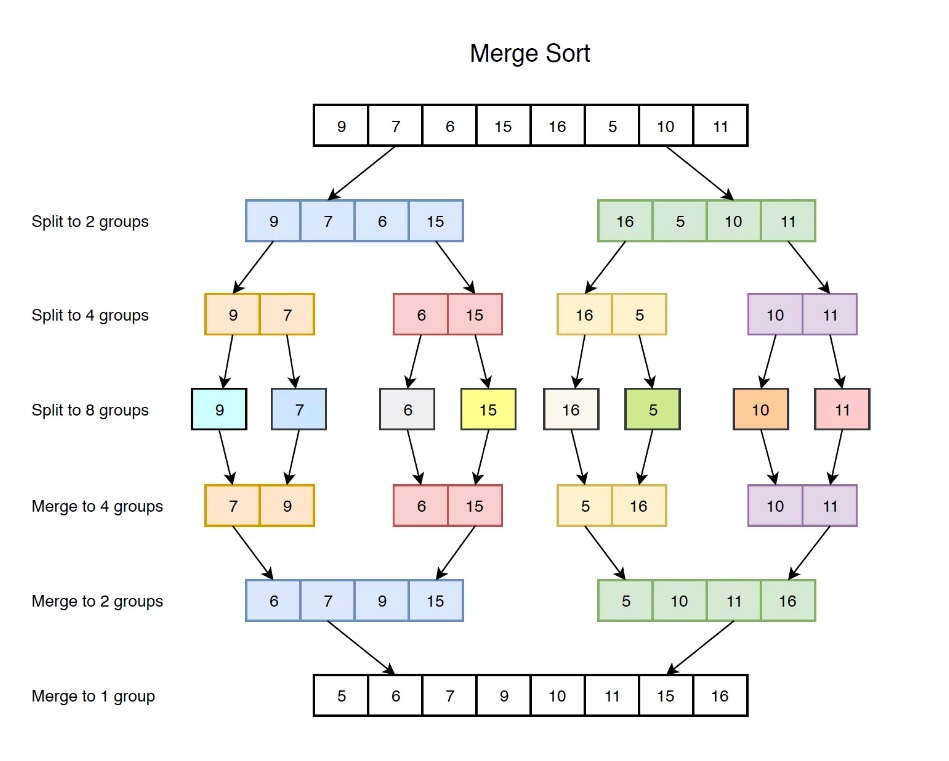 Merge Sort
9 7 6 15 16 5 10 11
Split to 2 groups 9 7 6 15 16 5 10 11
Split to 4 groups 9 7 6 15 16 5 10 11
Split to 8 groups 9 7 6 15 16 5 10 11
Merge to 4 groups 7 9 6 15 5 16 10 11
Merge to 2 groups 6 7 9 15 5 10 11 16
Merge to 1 group 5 6 7 9 10 11 15 16